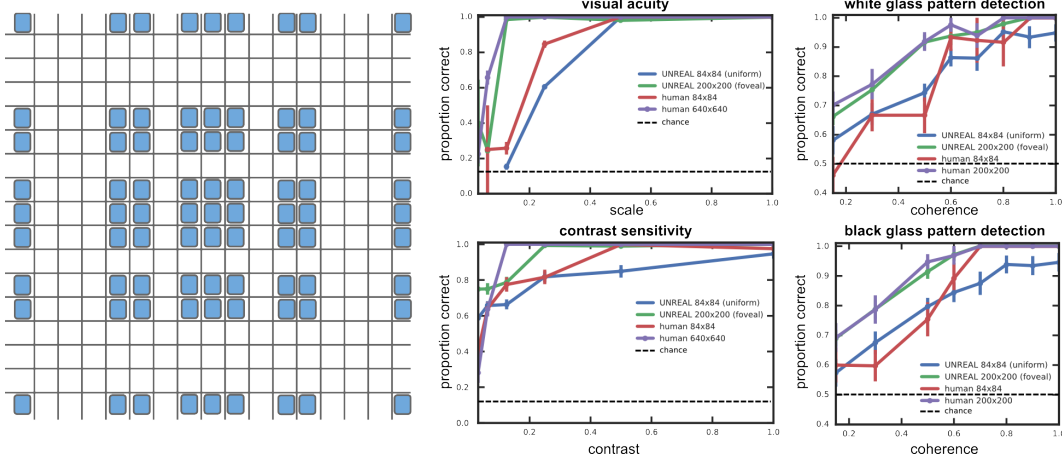 visual acuity
proportion correct
1.0
0.8
0.6
0.4
0.2
0.0
UNREAL 84x84 (uniform)
UNREAL 200x200 (foveal)
human 84x84
human 640x640
chance
0.2
0.4
0.6
0.8
1.0
scale
white glass pattern detection
proportion correct
1.0
0.9
0.8
0.7
0.6
0.5
0.4
UNREAL 84x84 (uniform)
UNREAL 200x200 (foveal)
human 84x84
human 200x200
chance
0.2
0.4
0.6
0.8
1.0
coherence
contrast sensitivity
proportion correct
1.0
0.8
0.6
0.4
0.2
0.0
UNREAL 84x84 (uniform)
UNREAL 200x200 (foveal)
human 84x84
human 640x640
chance
0.2
0.4
0.6
0.8
1.0
contrast
black glass pattern detection
proportion correct
1.0
0.9
0.8
0.7
0.6
0.5
0.4
UNREAL 84x84 (uniform)
UNREAL 200x200 (foveal)
human 84x84
human 200x200
chance
0.2
0.4
0.6
0.8
1.0
coherence